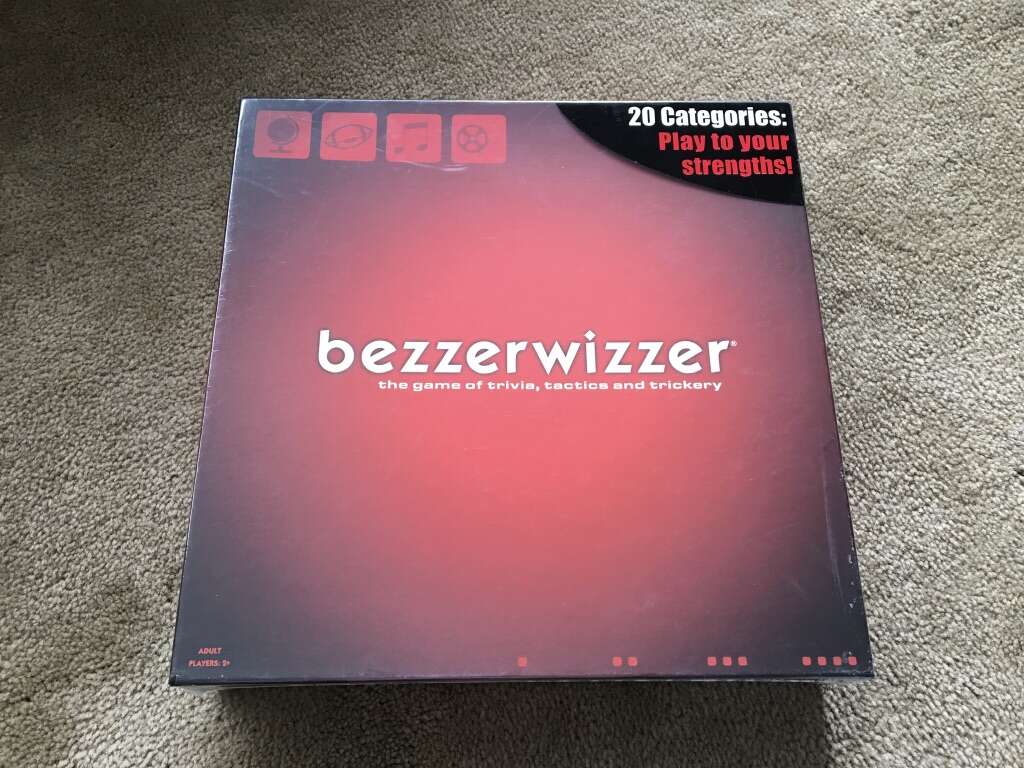 20 Categories:
Play to your
strengths!
bezzerwizzer®
the game of trivia, tactics and trickery
ADULT
PLAYERS: 2+